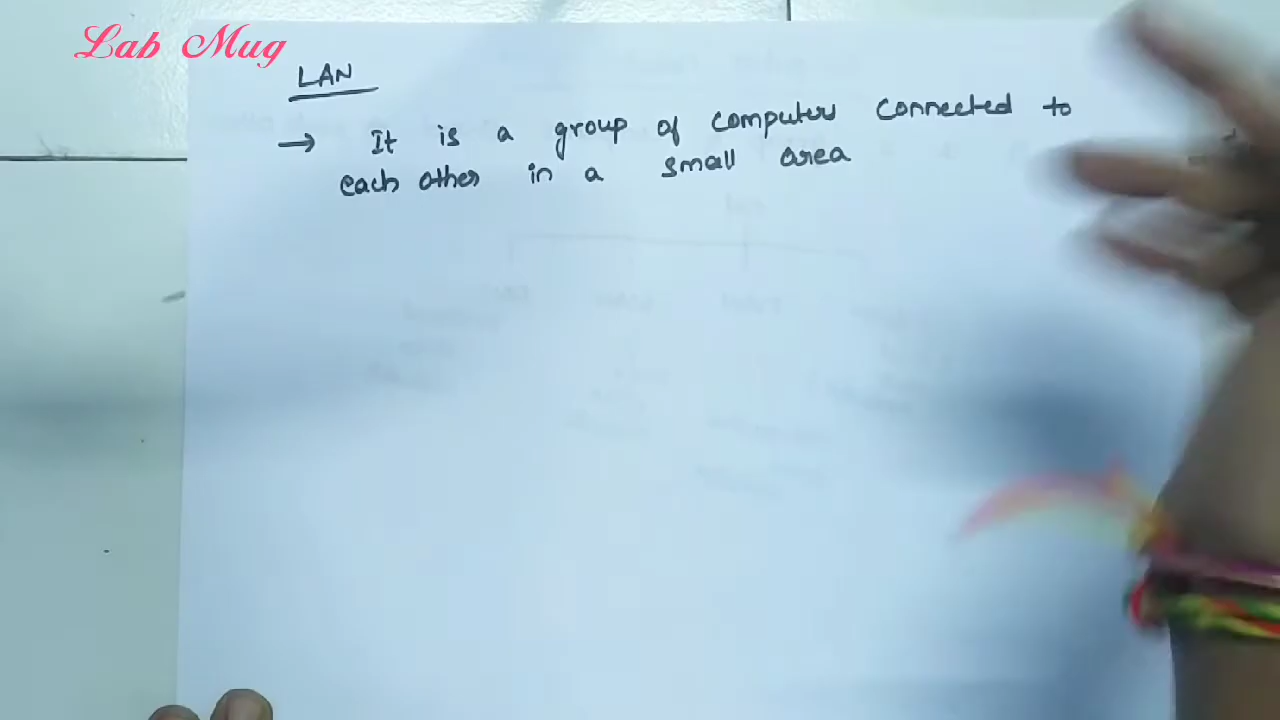 Lab Mug
LAN
→ It is a group of computers connected to
each other in a small area